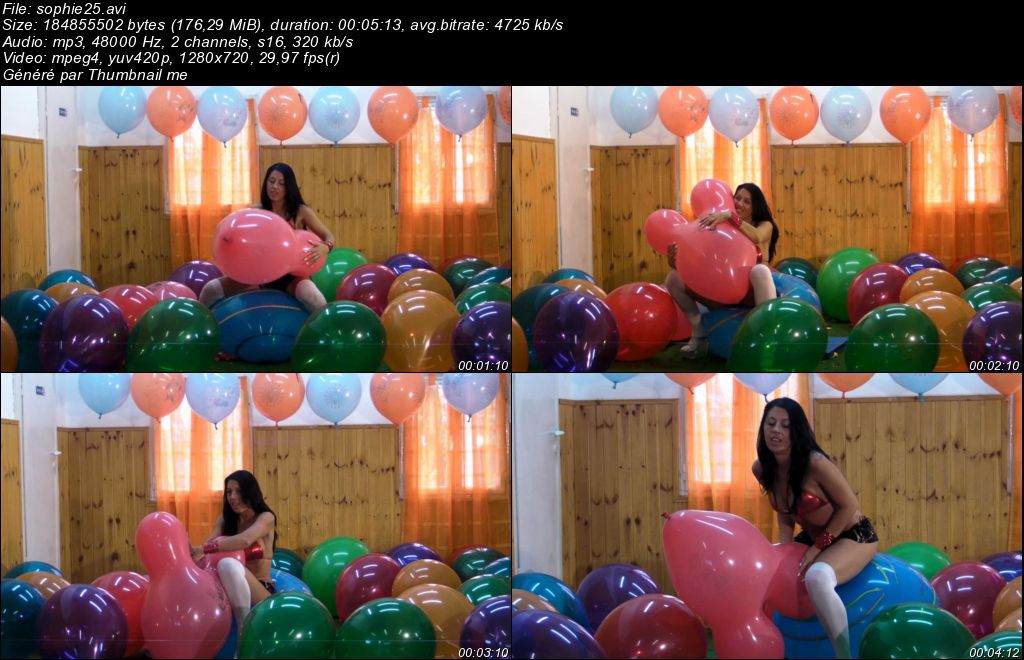 File: sophie25.avi
Size: 184855502 bytes (176,29 MiB), duration: 00:05:13, avg.bitrate: 4725 kb/s
Audio: mp3, 48000 Hz, 2 channels, s16, 320 kb/s
Video: mpeg4, yuv420p, 1280x720, 29,97 fps(r)
Généré par Thumbnail me
00:01:10
00:02:10
00:03:10
00:04:12